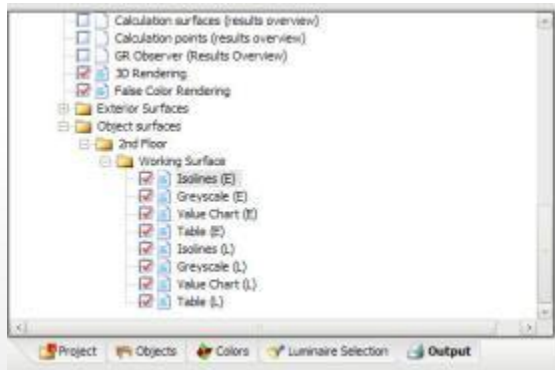 Calculation surfaces (results overview)
Calculation points (results overview)
GR Observer (Results Overview)
3D Rendering
False Color Rendering
Exterior Surfaces
Object surfaces
2nd Floor
Working Surface
Isolines (E)
Greyscale (E)
Value Chart (E)
Table (E)
Isolines (L)
Greyscale (L)
Value Chart (L)
Table (L)
Project Objects Colors Luminaire Selection Output